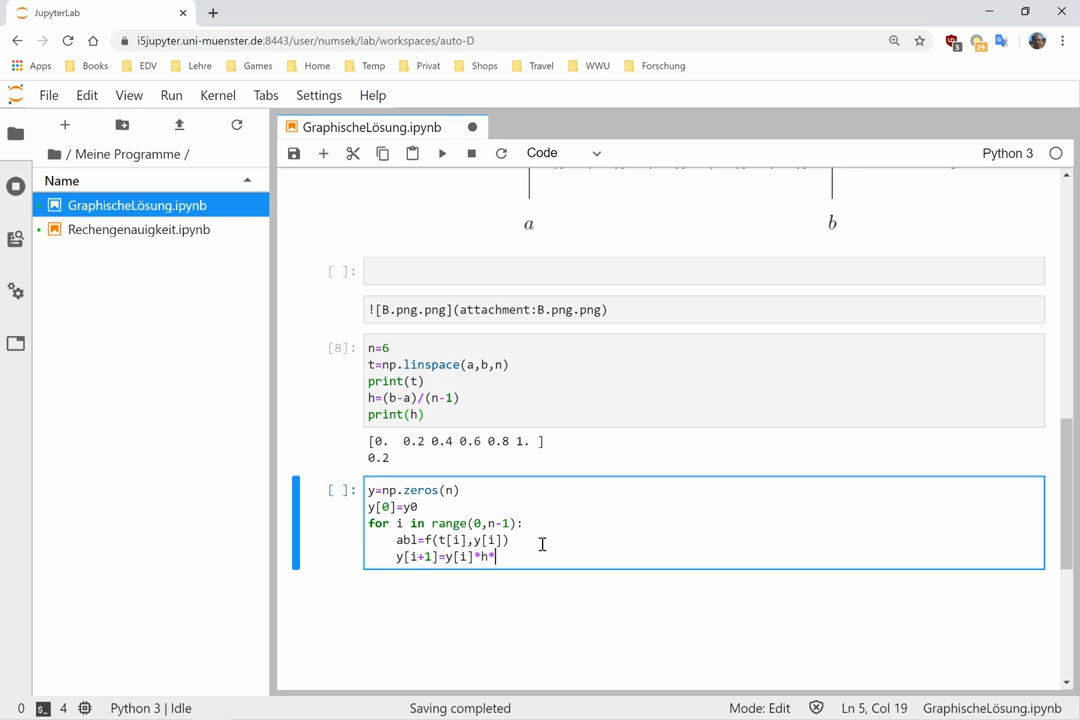 JupyterLab
i5jupyter.uni-muenster.de:8443/user/numsek/lab/workspaces/auto-D
3
29
Apps Books EDV Lehre Games Home Temp Privat Shops Travel WWU Forschung
File Edit View Run Kernel Tabs Settings Help
GraphischeLösung.ipynb
/ Meine Programme /
Code
Python 3
Name
GraphischeLösung.ipynb
Rechengenauigkeit.ipynb
a b
[ ]:
![B.png.png](attachment:B.png.png)
[8]:
n=6
t=np.linspace(a,b,n)
print(t)
h=(b-a)/(n-1)
print(h)
[0. 0.2 0.4 0.6 0.8 1. ]
0.2
[ ]:
y=np.zeros(n)
y[0]=y0
for i in range(0,n-1):
abl=f(t[i],y[i])
y[i+1]=y[i]*h*
0 $_ 4 Python 3 | Idle Saving completed Mode: Edit Ln 5, Col 19 GraphischeLösung.ipynb